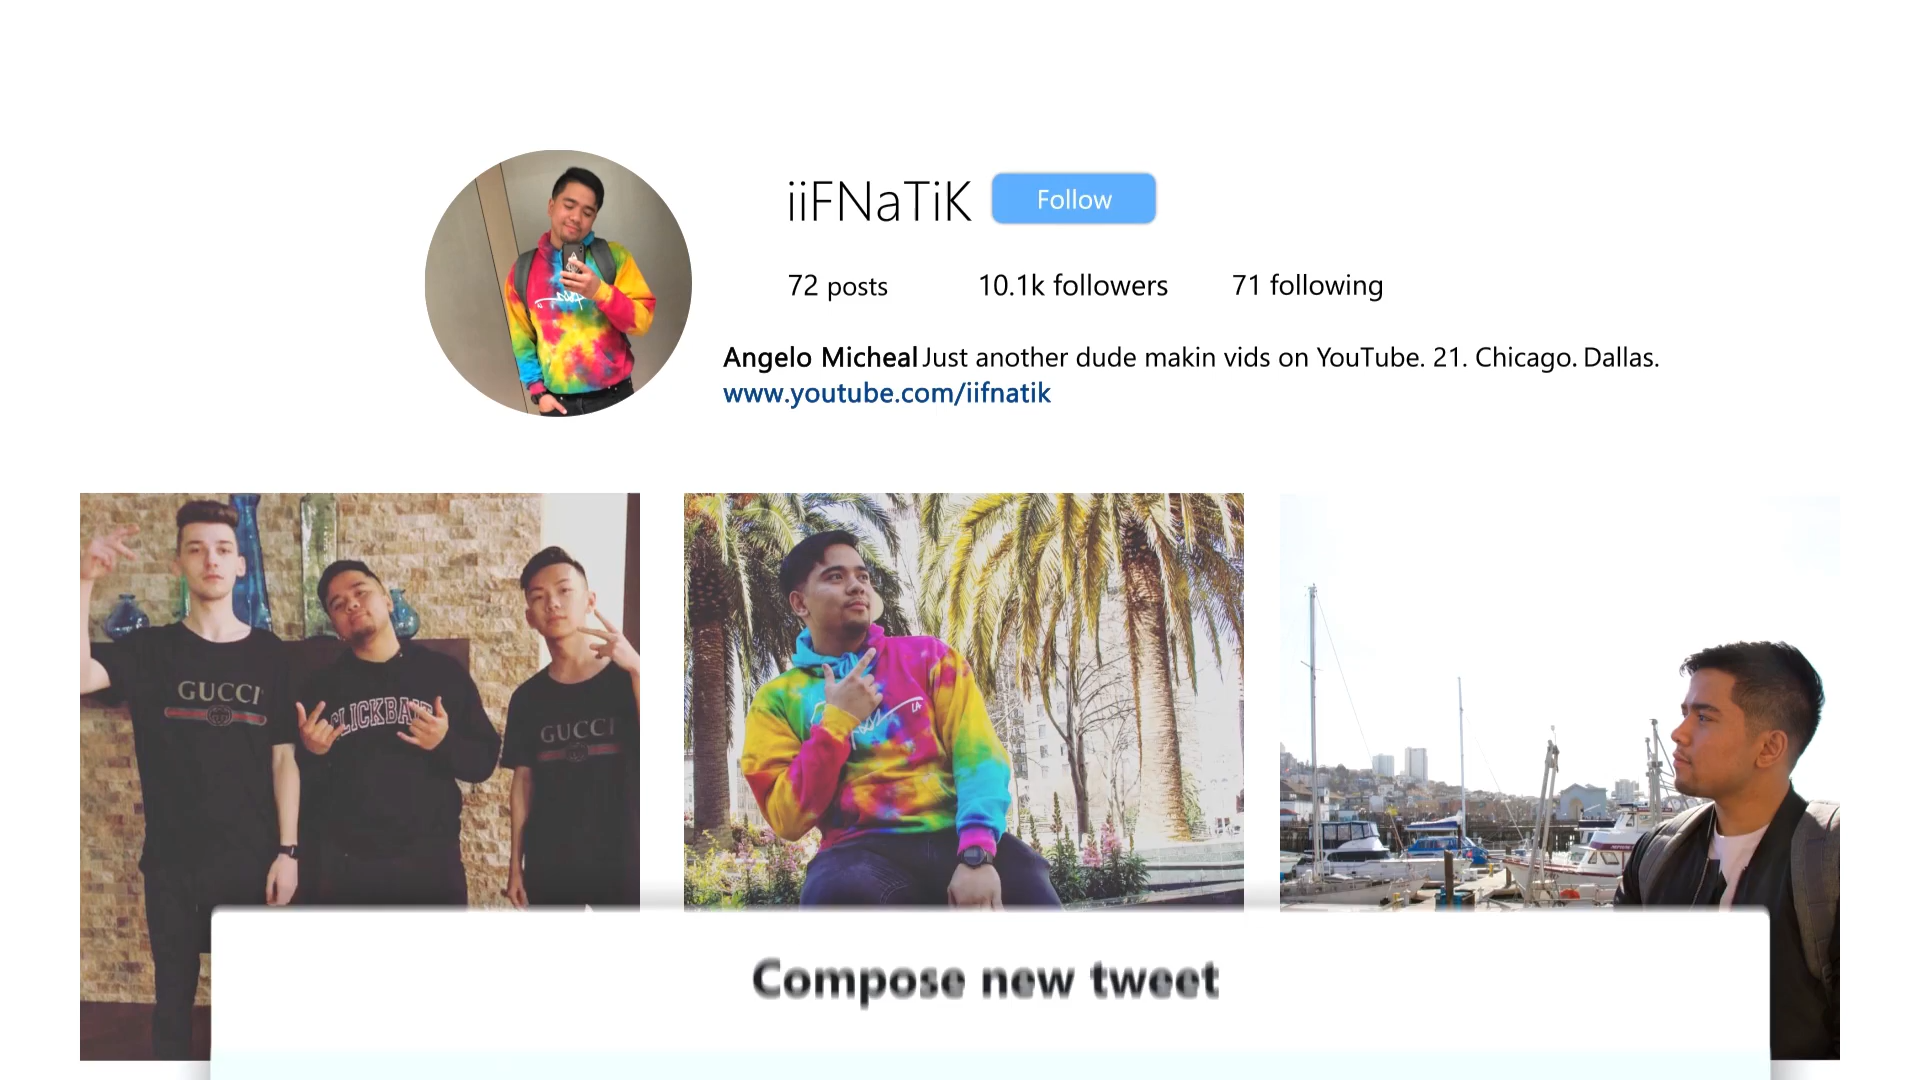 iiFNaTiK Follow
72 posts 10.1k followers 71 following
Angelo Micheal Just another dude makin vids on YouTube. 21. Chicago. Dallas.
www.youtube.com/iifnatik
GUCCI
CLICKBAIT
GUCCI
LA
Compose new tweet